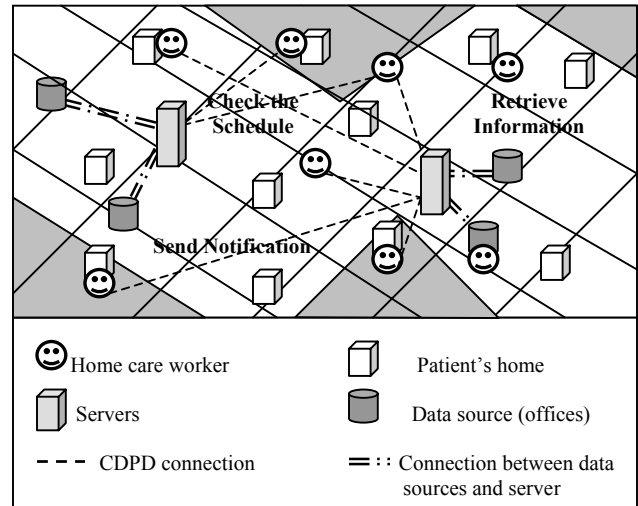 Check the
Schedule
Retrieve
Information
Send Notification
Home care worker
Patient's home
Servers
Data source (offices)
CDPD connection
Connection between data
sources and server